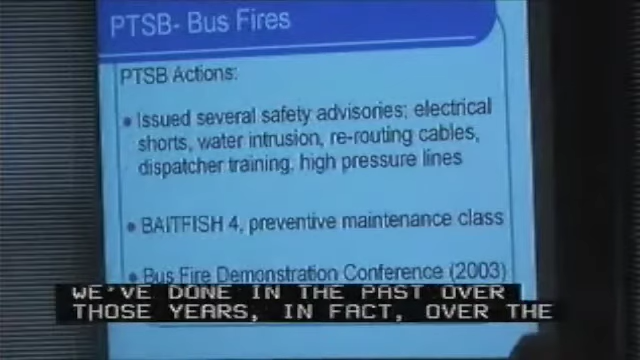 PTSB- Bus Fires
PTSB Actions:
• Issued several safety advisories; electrical
shorts, water intrusion, re-routing cables,
dispatcher training, high pressure lines
• BAITFISH 4, preventive maintenance class
• Bus Fire Demonstration Conference (2003)
WE'VE DONE IN THE PAST OVER
THOSE YEARS, IN FACT, OVER THE